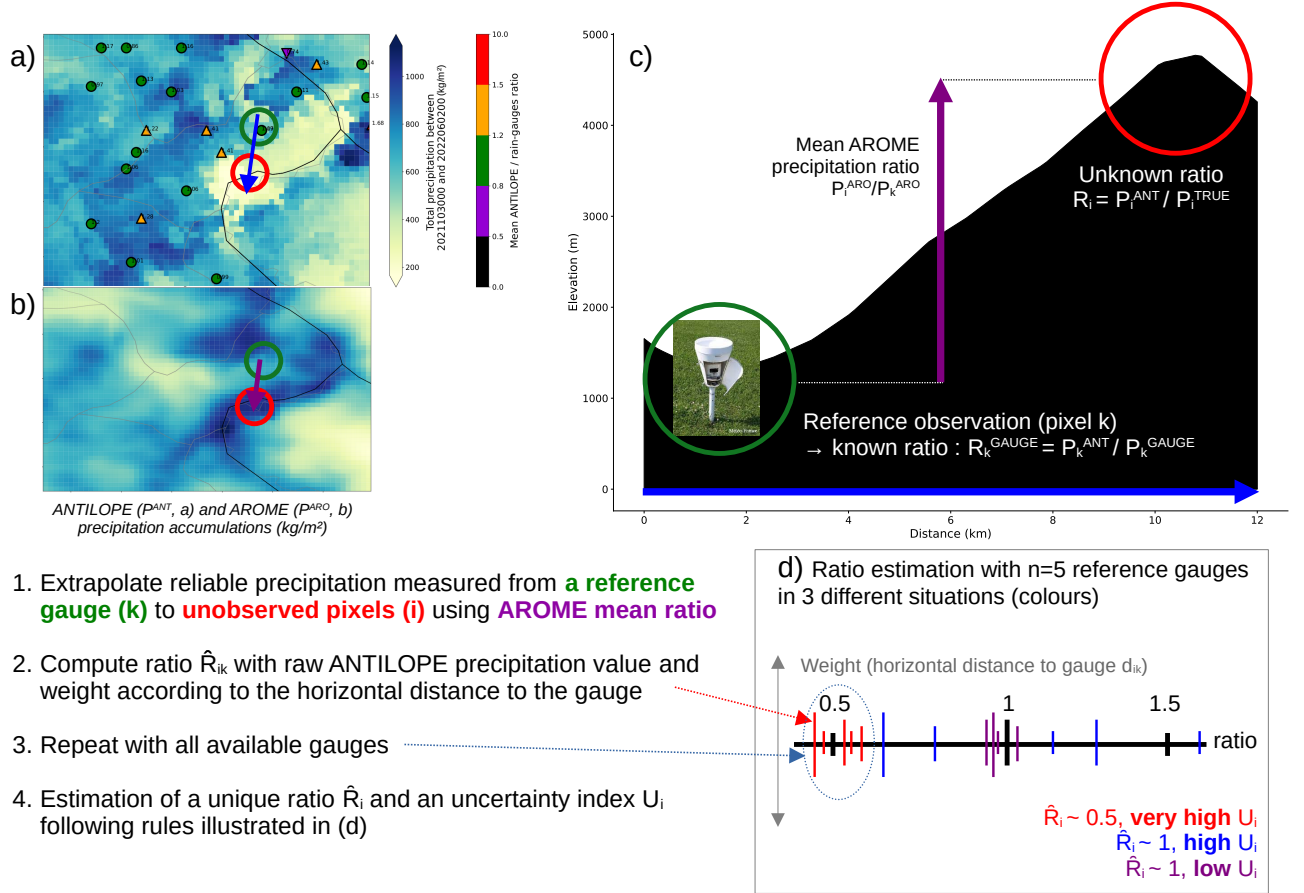 a)
Total precipitation between
2021103000 and 2022060200 (kg/m²)
1000
800
600
400
200
Mean ANTILOPE / rain-gauges ratio
10.0
1.5
1.2
0.8
0.5
0.0
b)
ANTILOPE (Pᴬᴺᵀ, a) and AROME (Pᴬᴿᴼ, b)
precipitation accumulations (kg/m²)
c)
Elevation (m)
5000
4000
3000
2000
1000
0
Mean AROME
precipitation ratio
P_i^ARO/P_k^ARO
Unknown ratio
R_i = P_i^ANT / P_i^TRUE
Reference observation (pixel k)
→ known ratio : R_k^GAUGE = P_k^ANT / P_k^GAUGE
0 2 4 6 8 10 12
Distance (km)
1. Extrapolate reliable precipitation measured from a reference
gauge (k) to unobserved pixels (i) using AROME mean ratio
2. Compute ratio R̂_ik with raw ANTILOPE precipitation value and
weight according to the horizontal distance to the gauge
3. Repeat with all available gauges
4. Estimation of a unique ratio R̂_i and an uncertainty index U_i
following rules illustrated in (d)
d) Ratio estimation with n=5 reference gauges
in 3 different situations (colours)
Weight (horizontal distance to gauge d_ik)
0.5 1 1.5
ratio
R̂_i ~ 0.5, very high U_i
R̂_i ~ 1, high U_i
R̂_i ~ 1, low U_i